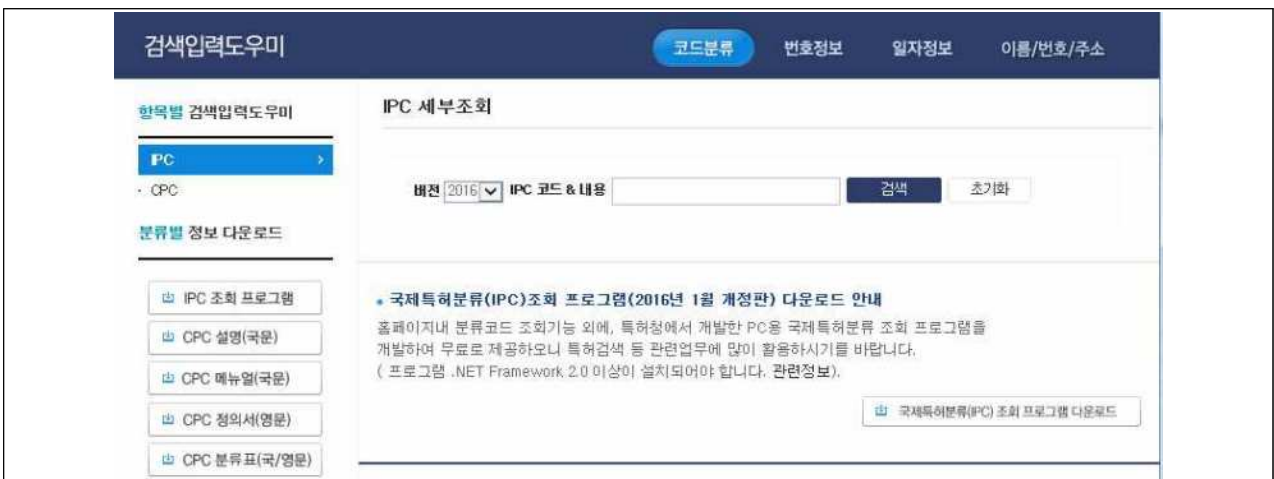 검색입력도우미
코드분류 번호정보 일자정보 이름/번호/주소
항목별 검색입력도우미
IPC
· CPC
분류별 정보 다운로드
IPC 조회 프로그램
CPC 설명(국문)
CPC 메뉴얼(국문)
CPC 정의서(영문)
CPC 분류표(국/영문)
IPC 세부조회
버전 2016 IPC 코드 & 내용 검색 초기화
• 국제특허분류(IPC)조회 프로그램(2016년 1월 개정판) 다운로드 안내
홈페이지내 분류코드 조회기능 외에, 특허청에서 개발한 PC용 국제특허분류 조회 프로그램을
개발하여 무료로 제공하오니 특허검색 등 관련업무에 많이 활용하시기를 바랍니다.
( 프로그램 .NET Framework 2.0 이상이 설치되어야 합니다. 관련정보).
국제특허분류(IPC) 조회 프로그램 다운로드